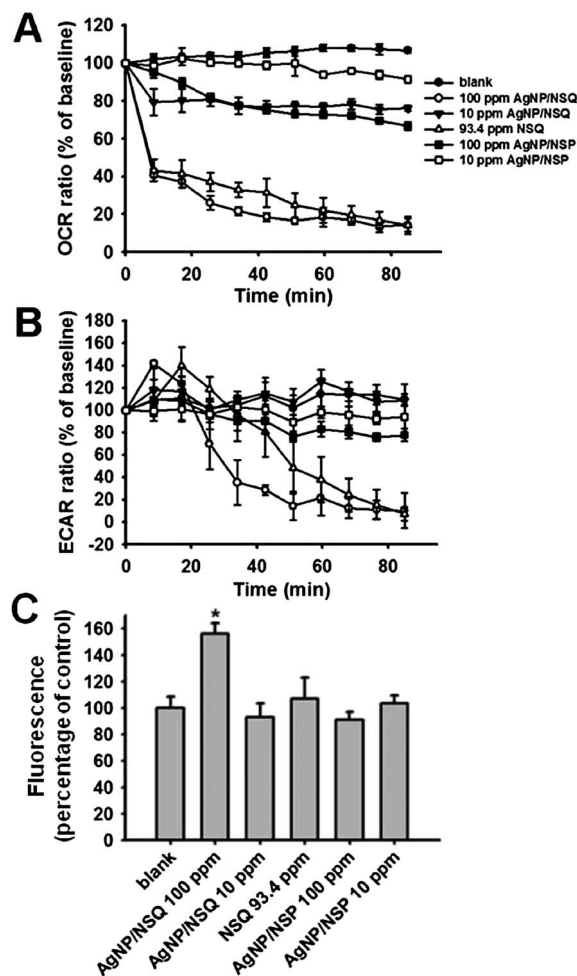 A
OCR ratio (% of baseline)
120
100
80
60
40
20
0
0 20 40 60 80
Time (min)
blank
100 ppm AgNP/NSQ
10 ppm AgNP/NSQ
93.4 ppm NSQ
100 ppm AgNP/NSP
10 ppm AgNP/NSP
B
ECAR ratio (% of baseline)
180
160
140
120
100
80
60
40
20
0
-20
0 20 40 60 80
Time (min)
C
Fluorescence
(percentage of control)
160
140
120
100
80
60
40
20
0
*
blank
AgNP/NSQ 100 ppm
AgNP/NSQ 10 ppm
NSQ 93.4 ppm
AgNP/NSP 100 ppm
AgNP/NSP 10 ppm